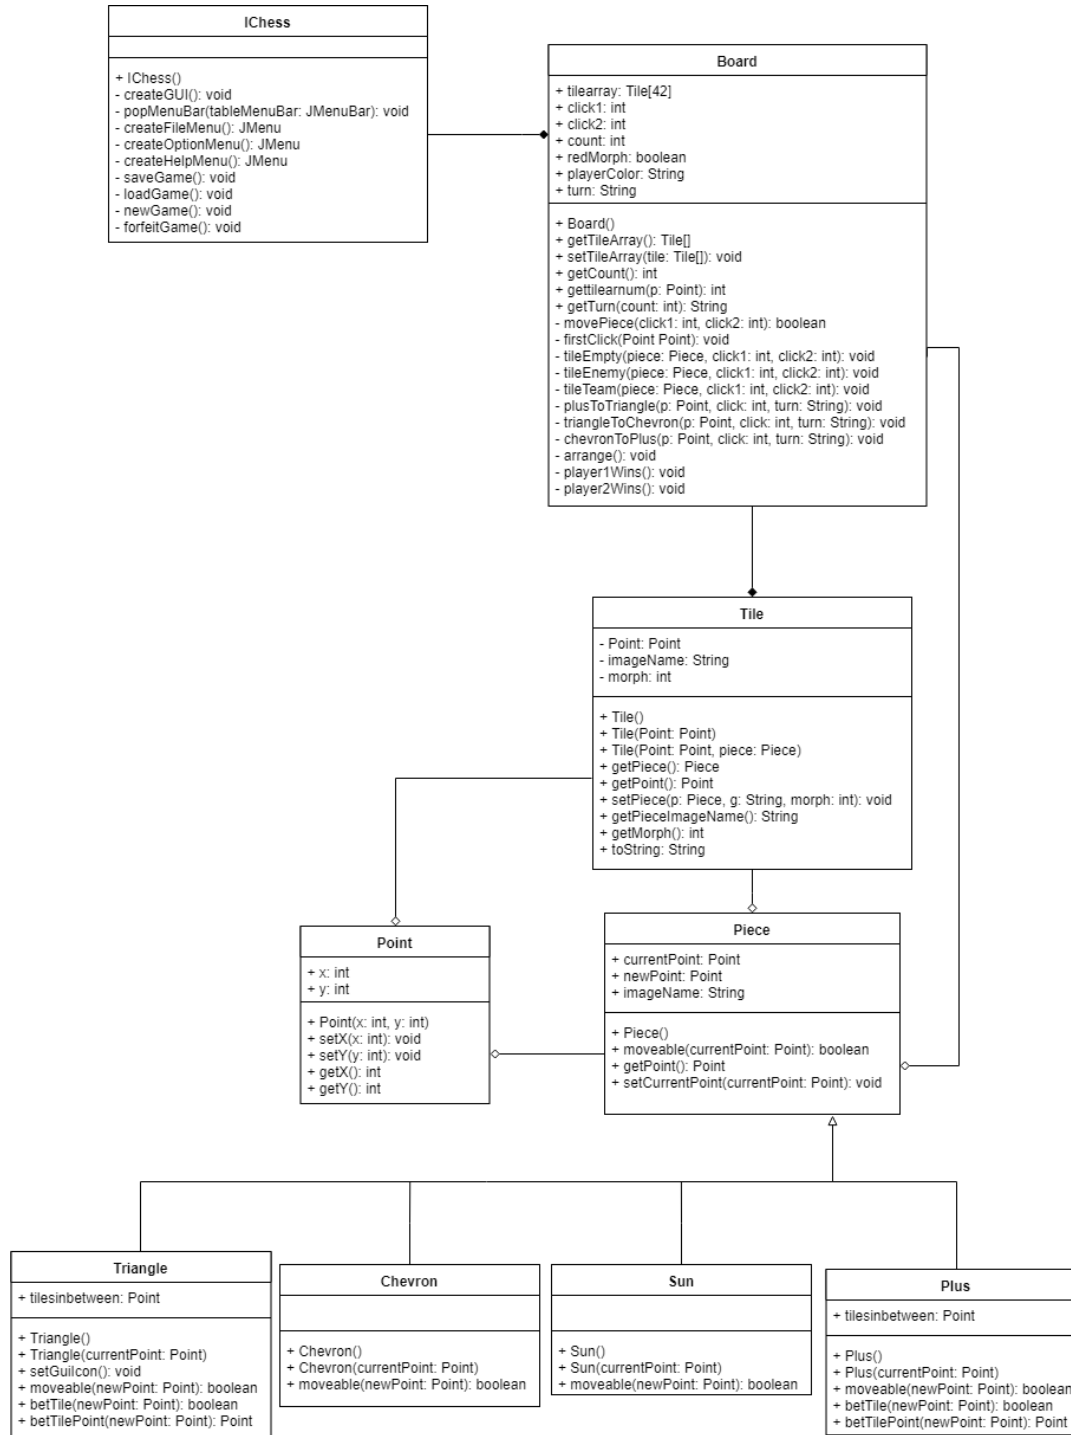 IChess
+ IChess()
- createGUI(): void
- popMenuBar(tableMenuBar: JMenuBar): void
- createFileMenu(): JMenu
- createOptionMenu(): JMenu
- createHelpMenu(): JMenu
- saveGame(): void
- loadGame(): void
- newGame(): void
- forfeitGame(): void
Board
+ tilearray: Tile[42]
+ click1: int
+ click2: int
+ count: int
+ redMorph: boolean
+ playerColor: String
+ turn: String
+ Board()
+ getTileArray(): Tile[]
+ setTileArray(tile: Tile[]): void
+ getCount(): int
+ gettilearnum(p: Point): int
+ getTurn(count: int): String
- movePiece(click1: int, click2: int): boolean
- firstClick(Point Point): void
- tileEmpty(piece: Piece, click1: int, click2: int): void
- tileEnemy(piece: Piece, click1: int, click2: int): void
- tileTeam(piece: Piece, click1: int, click2: int): void
- plusToTriangle(p: Point, click: int, turn: String): void
- triangleToChevron(p: Point, click: int, turn: String): void
- chevronToPlus(p: Point, click: int, turn: String): void
- arrange(): void
- player1Wins(): void
- player2Wins(): void
Tile
- Point: Point
- imageName: String
- morph: int
+ Tile()
+ Tile(Point: Point)
+ Tile(Point: Point, piece: Piece)
+ getPiece(): Piece
+ getPoint(): Point
+ setPiece(p: Piece, g: String, morph: int): void
+ getPieceImageName(): String
+ getMorph(): int
+ toString: String
Point
+ x: int
+ y: int
+ Point(x: int, y: int)
+ setX(x: int): void
+ setY(y: int): void
+ getX(): int
+ getY(): int
Piece
+ currentPoint: Point
+ newPoint: Point
+ imageName: String
+ Piece()
+ moveable(currentPoint: Point): boolean
+ getPoint(): Point
+ setCurrentPoint(currentPoint: Point): void
Triangle
+ tilesinbetween: Point
+ Triangle()
+ Triangle(currentPoint: Point)
+ setGuiIcon(): void
+ moveable(newPoint: Point): boolean
+ betTile(newPoint: Point): boolean
+ betTilePoint(newPoint: Point): Point
Chevron
+ Chevron()
+ Chevron(currentPoint: Point)
+ moveable(newPoint: Point): boolean
Sun
+ Sun()
+ Sun(currentPoint: Point)
+ moveable(newPoint: Point): boolean
Plus
+ tilesinbetween: Point
+ Plus()
+ Plus(currentPoint: Point)
+ moveable(newPoint: Point): boolean
+ betTile(newPoint: Point): boolean
+ betTilePoint(newPoint: Point): Point